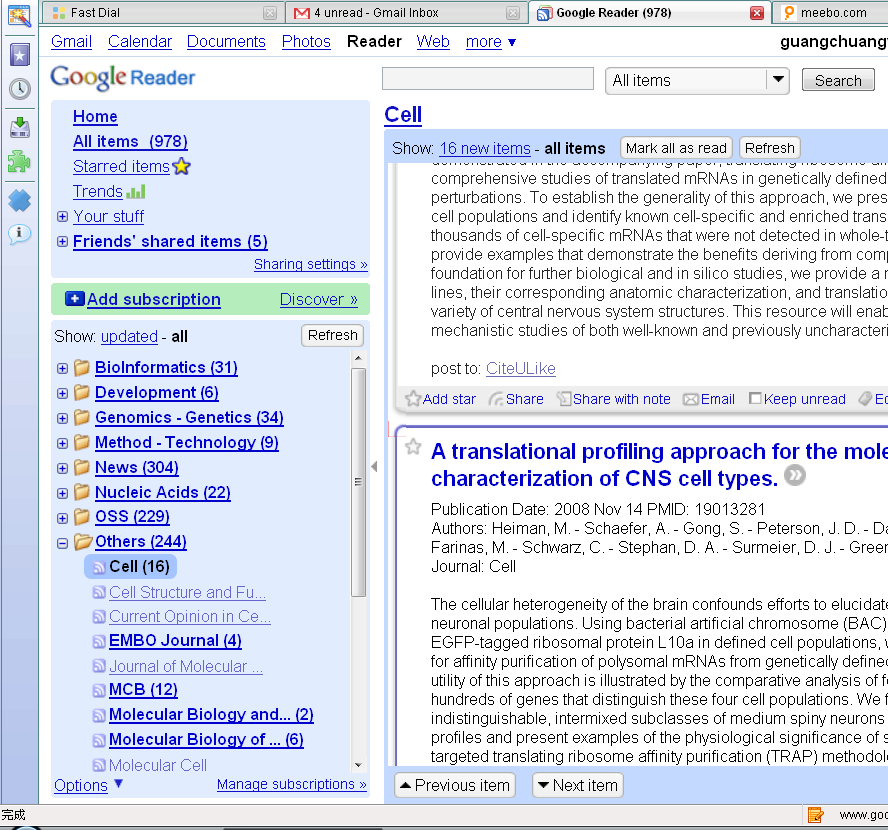 Fast Dial
4 unread - Gmail Inbox
Google Reader (978)
meebo.com
Gmail Calendar Documents Photos Reader Web more ▼
guangchuang
Google Reader
All items
Search
Home
All items (978)
Starred items
Trends
Your stuff
Friends' shared items (5)
Sharing settings »
Add subscription
Discover »
Show: updated - all
Refresh
BioInformatics (31)
Development (6)
Genomics - Genetics (34)
Method - Technology (9)
News (304)
Nucleic Acids (22)
OSS (229)
Others (244)
Cell (16)
Cell Structure and Fu...
Current Opinion in Ce...
EMBO Journal (4)
Journal of Molecular ...
MCB (12)
Molecular Biology and... (2)
Molecular Biology of ... (6)
Molecular Cell
Options ▼
Manage subscriptions »
Cell
Show: 16 new items - all items
Mark all as read
Refresh
demonstrated in the accompanying paper, translating ribosome
comprehensive studies of translated mRNAs in genetically defined
perturbations. To establish the generality of this approach, we pres
cell populations and identify known cell-specific and enriched trans
thousands of cell-specific mRNAs that were not detected in whole-t
provide examples that demonstrate the benefits deriving from comp
foundation for further biological and in silico studies, we provide a r
lines, their corresponding anatomic characterization, and translatio
variety of central nervous system structures. This resource will enab
mechanistic studies of both well-known and previously uncharacteri
post to: CiteULike
Add star Share Share with note Email Keep unread Ed
A translational profiling approach for the mole
characterization of CNS cell types.
Publication Date: 2008 Nov 14 PMID: 19013281
Authors: Heiman, M. - Schaefer, A. - Gong, S. - Peterson, J. D. - Da
Farinas, M. - Schwarz, C. - Stephan, D. A. - Surmeier, D. J. - Green
Journal: Cell
The cellular heterogeneity of the brain confounds efforts to elucidate
neuronal populations. Using bacterial artificial chromosome (BAC)
EGFP-tagged ribosomal protein L10a in defined cell populations, w
for affinity purification of polysomal mRNAs from genetically define
utility of this approach is illustrated by the comparative analysis of f
hundreds of genes that distinguish these four cell populations. We f
indistinguishable, intermixed subclasses of medium spiny neurons
profiles and present examples of the physiological significance of s
targeted translating ribosome affinity purification (TRAP) methodolo
Previous item
Next item
完成
www.goo